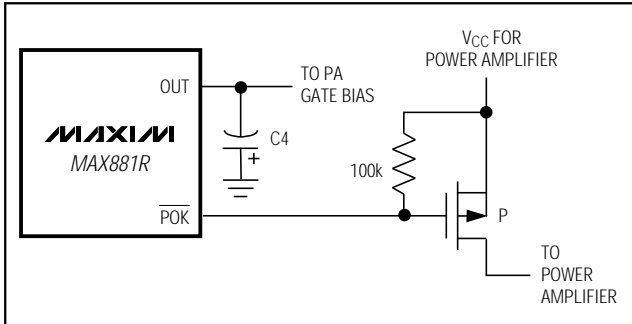 VCC FOR
POWER AMPLIFIER
OUT
TO PA
GATE BIAS
C4
+
MAXIM
MAX881R
100k
POK
P
TO
POWER
AMPLIFIER